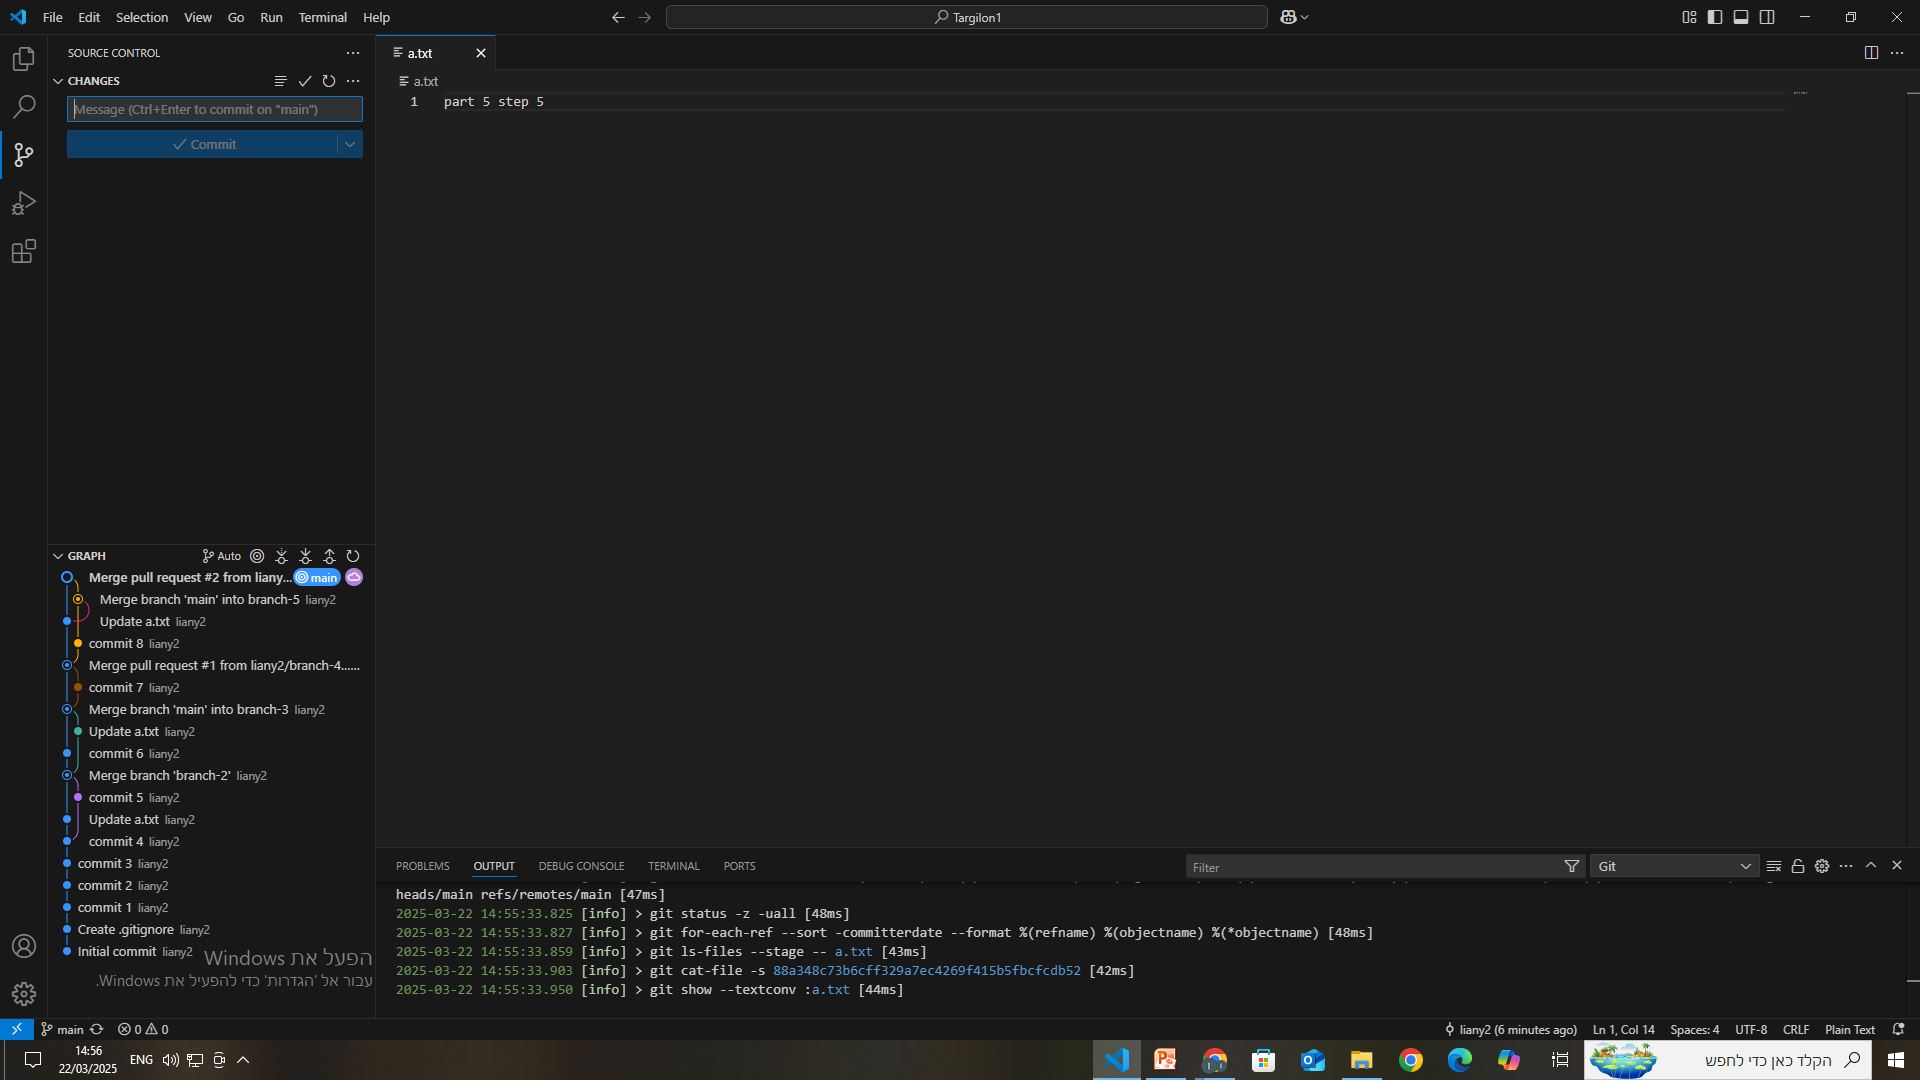 File Edit Selection View Go Run Terminal Help
Targilon1
SOURCE CONTROL
CHANGES
Message (Ctrl+Enter to commit on "main")
Commit
a.txt
a.txt
1 part 5 step 5
GRAPH
Auto
Merge pull request #2 from liany... main
Merge branch 'main' into branch-5 liany2
Update a.txt liany2
commit 8 liany2
Merge pull request #1 from liany2/branch-4......
commit 7 liany2
Merge branch 'main' into branch-3 liany2
Update a.txt liany2
commit 6 liany2
Merge branch 'branch-2' liany2
commit 5 liany2
Update a.txt liany2
commit 4 liany2
commit 3 liany2
commit 2 liany2
commit 1 liany2
Create .gitignore liany2
Initial commit liany2
הפעל את Windows
עבור אל 'הגדרות' כדי להפעיל את Windows.
PROBLEMS OUTPUT DEBUG CONSOLE TERMINAL PORTS
Filter
Git
heads/main refs/remotes/main [47ms]
2025-03-22 14:55:33.825 [info] > git status -z -uall [48ms]
2025-03-22 14:55:33.827 [info] > git for-each-ref --sort -committerdate --format %(refname) %(objectname) %(*objectname) [48ms]
2025-03-22 14:55:33.859 [info] > git ls-files --stage -- a.txt [43ms]
2025-03-22 14:55:33.903 [info] > git cat-file -s 88a348c73b6cff329a7ec4269f415b5fbcfcdb52 [42ms]
2025-03-22 14:55:33.950 [info] > git show --textconv :a.txt [44ms]
main 0 0
liany2 (6 minutes ago) Ln 1, Col 14 Spaces: 4 UTF-8 CRLF Plain Text
14:56
22/03/2025
ENG
הקלד כאן כדי לחפש